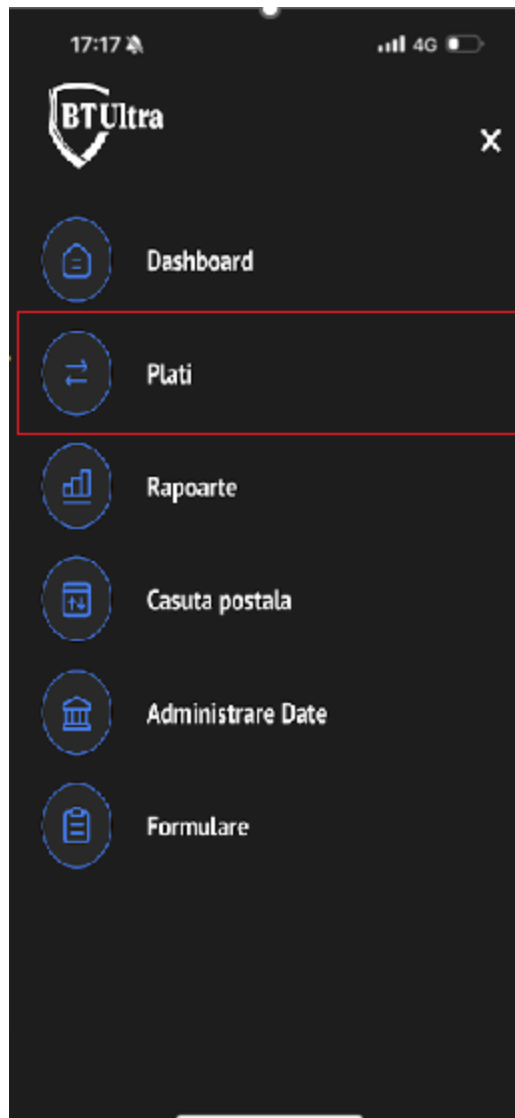 17:17
4G
BTUltra
X
Dashboard
Plati
Rapoarte
Casuta postala
Administrare Date
Formulare